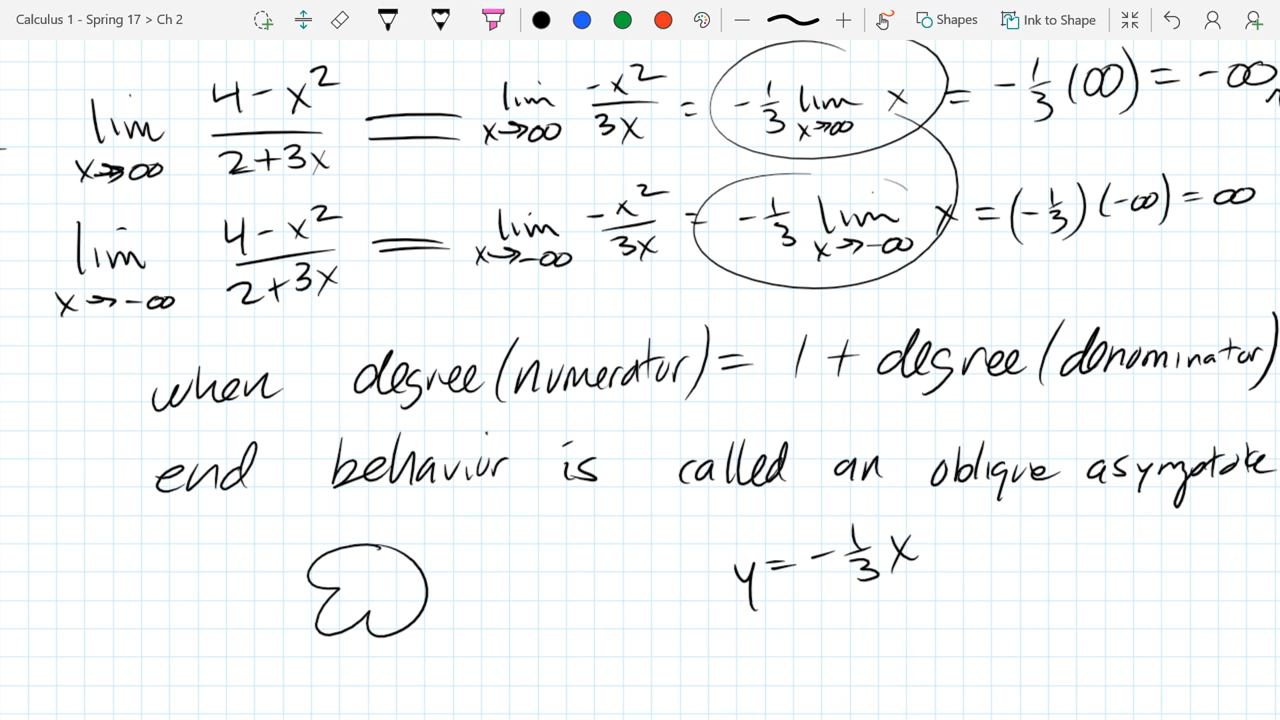 Calculus 1 - Spring 17 > Ch 2
Shapes
Ink to Shape
lim x→∞ (4-x²)/(2+3x) = lim x→∞ -x²/3x = -1/3 lim x→∞ x = -1/3 (∞) = -∞
lim x→-∞ (4-x²)/(2+3x) = lim x→-∞ -x²/3x = -1/3 lim x→-∞ x = (-1/3)(-∞) = ∞
when degree(numerator) = 1 + degree(donominator)
end behavior is called an oblique asymptote
y = -1/3 x